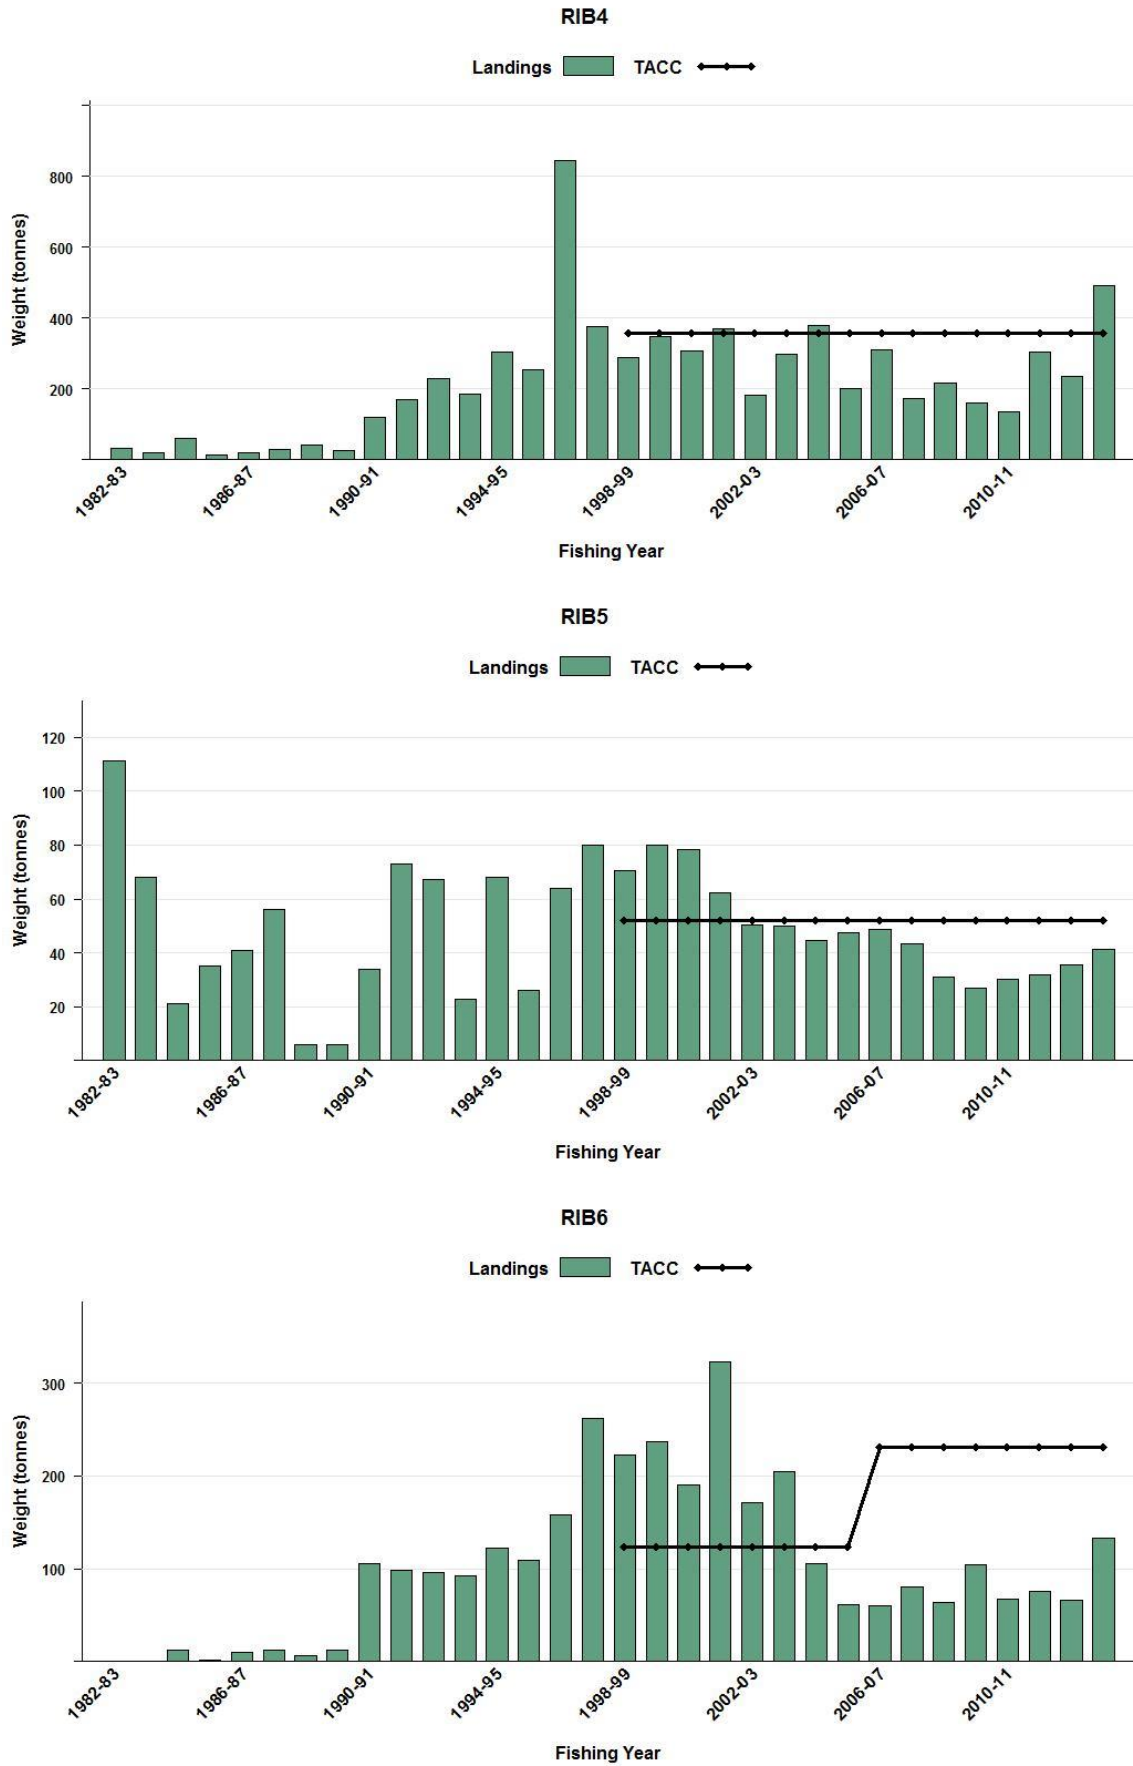 RIB4
Landings TACC
800
600
400
200
Weight (tonnes)
1982-83 1986-87 1990-91 1994-95 1998-99 2002-03 2006-07 2010-11
Fishing Year
RIB5
Landings TACC
120
100
80
60
40
20
Weight (tonnes)
1982-83 1986-87 1990-91 1994-95 1998-99 2002-03 2006-07 2010-11
Fishing Year
RIB6
Landings TACC
300
200
100
Weight (tonnes)
1982-83 1986-87 1990-91 1994-95 1998-99 2002-03 2006-07 2010-11
Fishing Year